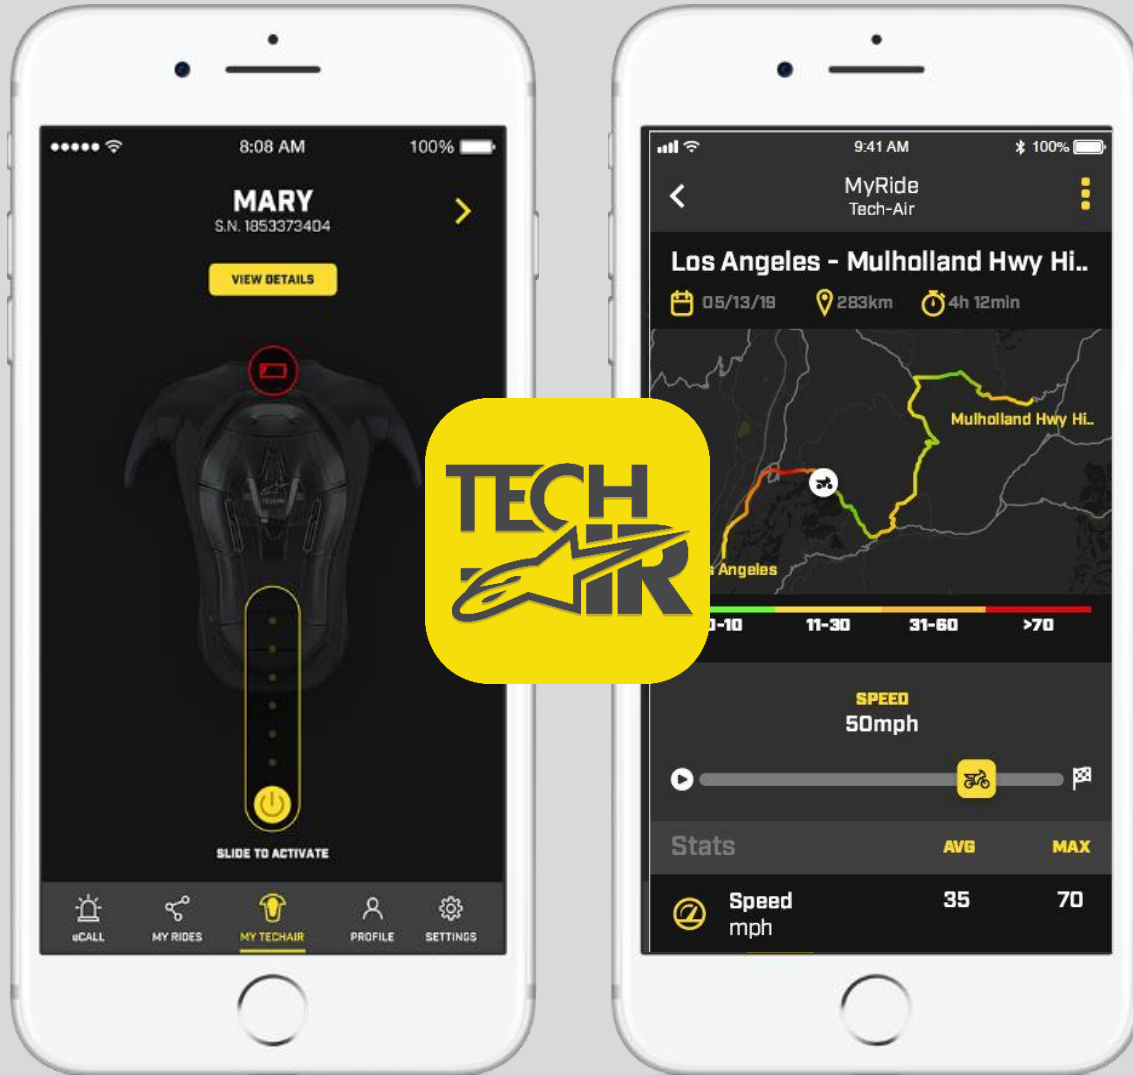 8:08 AM
100%
MARY
S.N. 1853373404
VIEW DETAILS
SLIDE TO ACTIVATE
eCALL
MY RIDES
MY TECHAIR
PROFILE
SETTINGS
TECH
AIR
9:41 AM
100%
MyRide
Tech-Air
Los Angeles - Mulholland Hwy Hi..
05/13/19
283km
4h 12min
Mulholland Hwy Hi..
s Angeles
0-10
11-30
31-60
>70
SPEED
50mph
Stats
AVG
MAX
Speed
35
70
mph